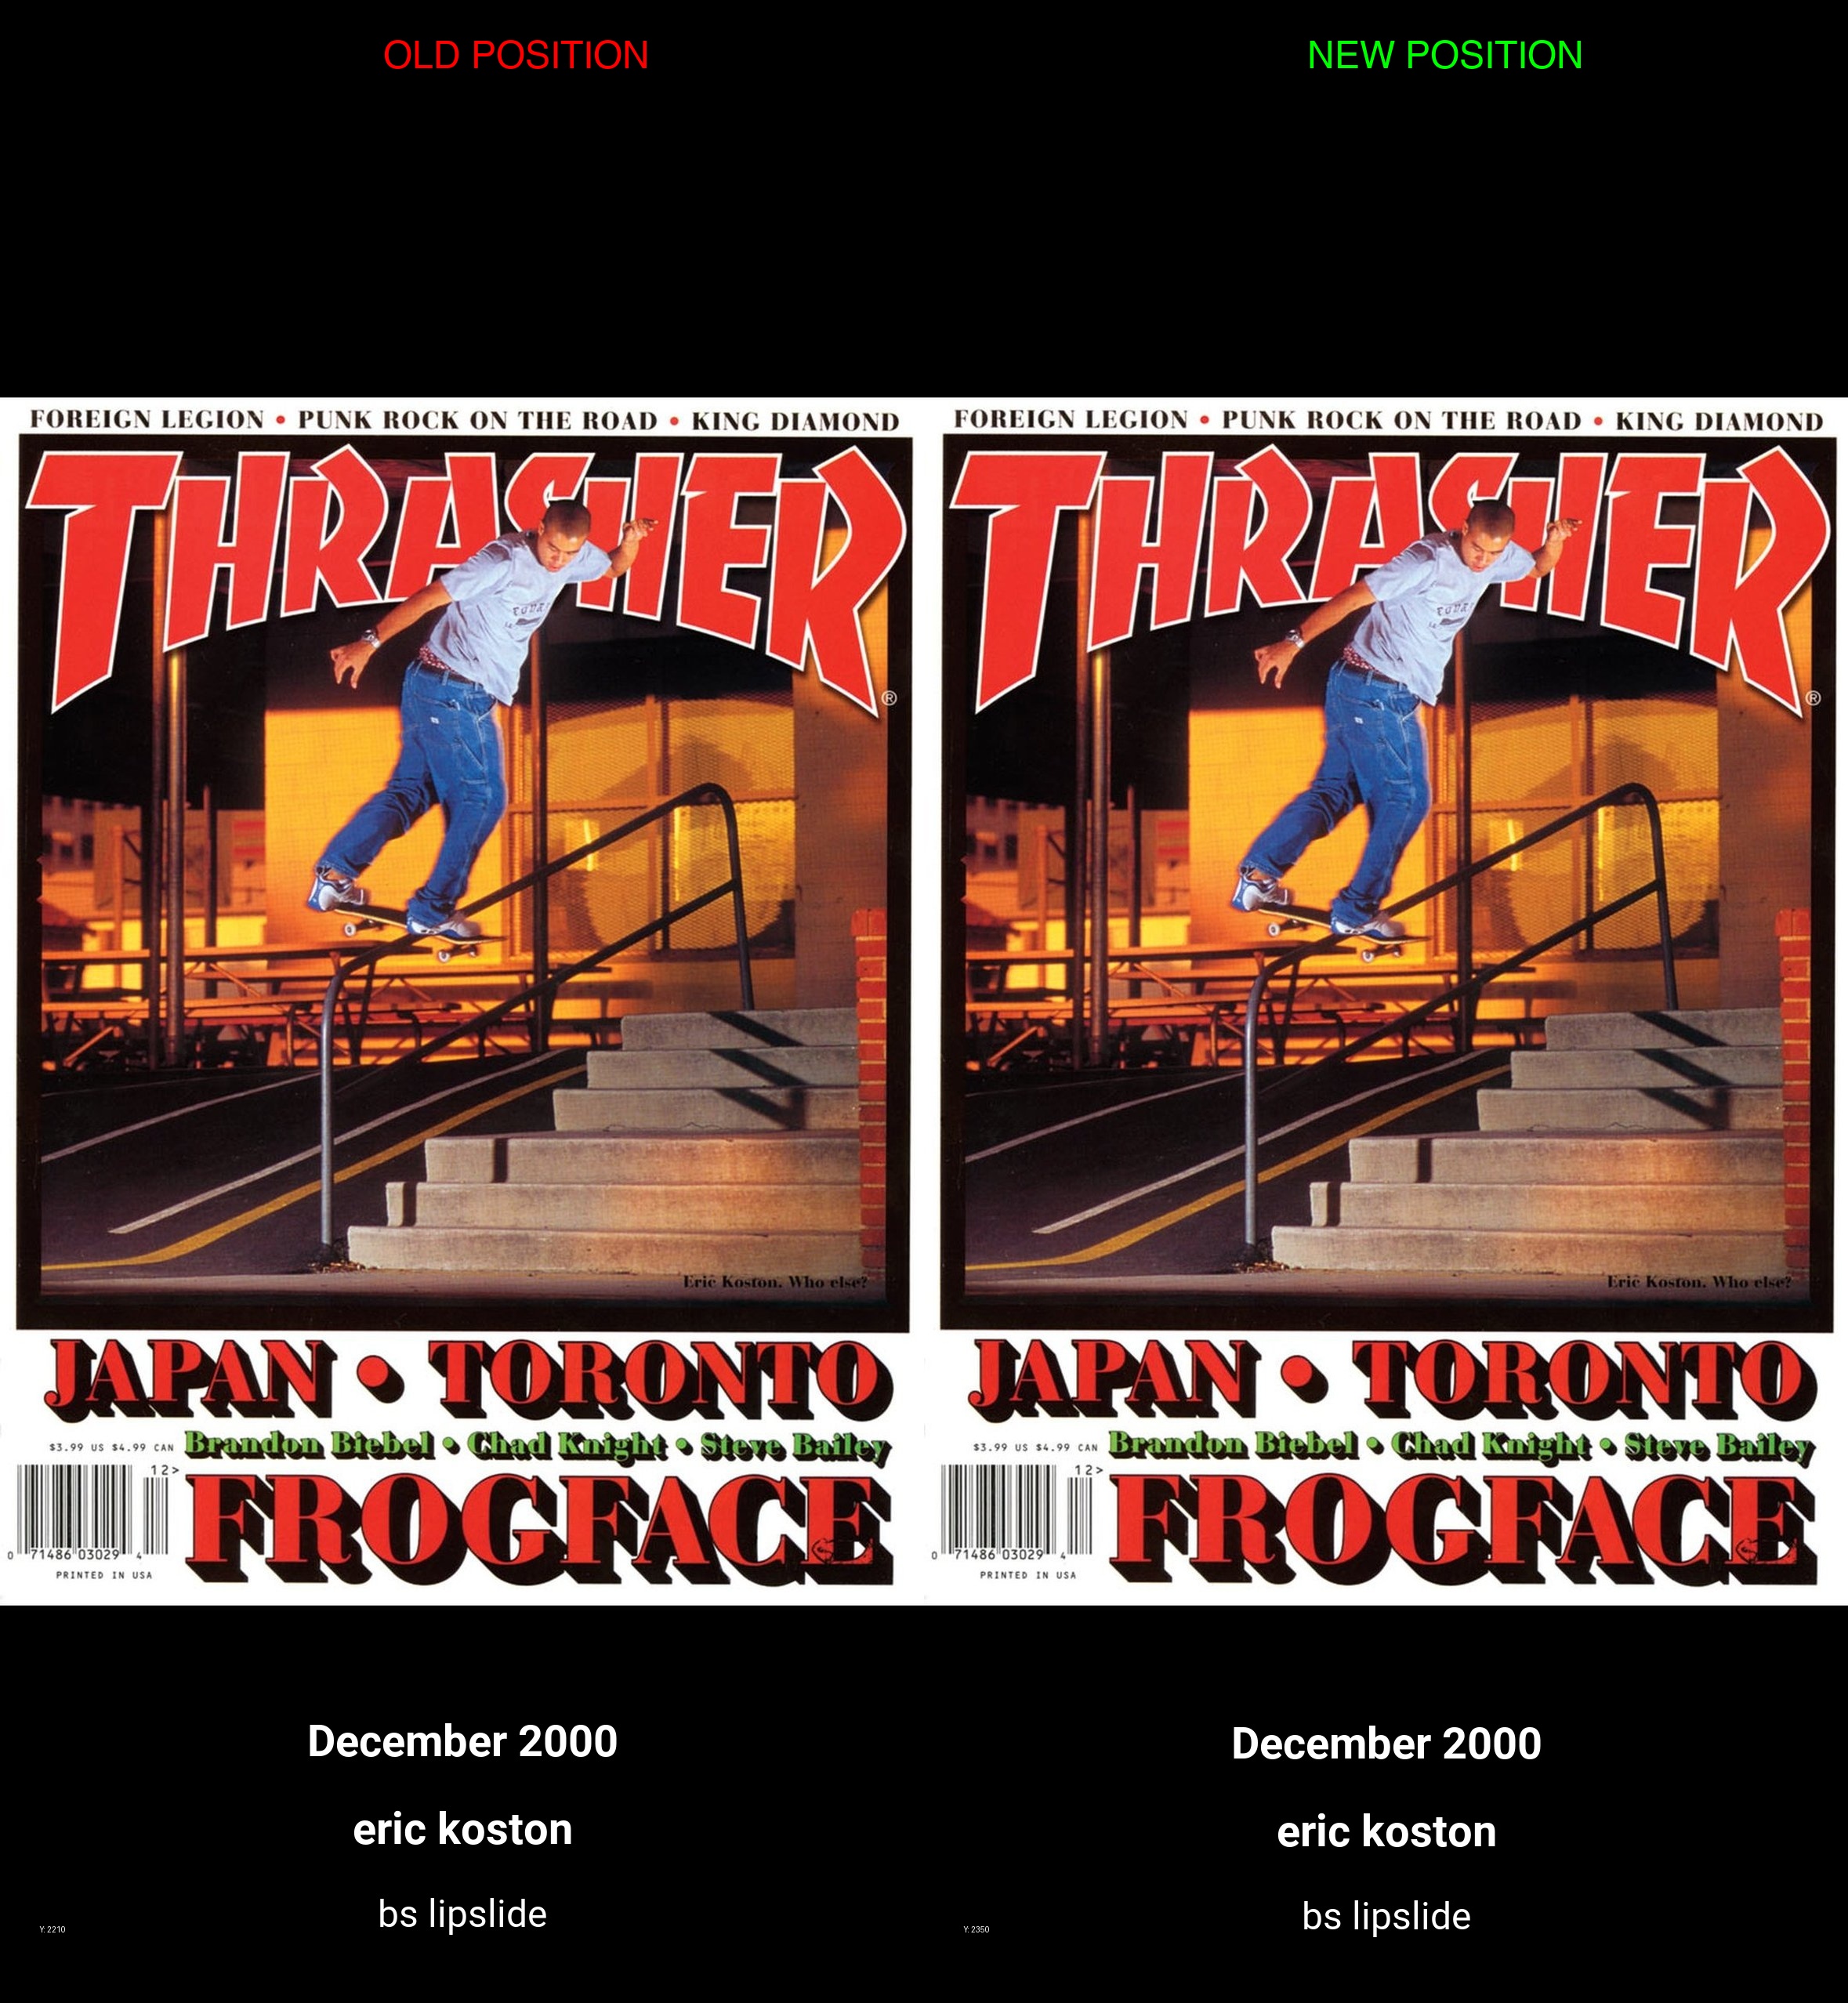 OLD POSITION
FOREIGN LEGION • PUNK ROCK ON THE ROAD • KING DIAMOND
THRASHER®
Eric Koston. Who else?
JAPAN • TORONTO
$3.99 US $4.99 CAN
Brandon Biebel • Chad Knight • Steve Bailey
12>
FROGFACE
0 71486 03029 4
PRINTED IN USA
December 2000
eric koston
bs lipslide
Y: 2210
NEW POSITION
FOREIGN LEGION • PUNK ROCK ON THE ROAD • KING DIAMOND
THRASHER®
Eric Koston. Who else?
JAPAN • TORONTO
$3.99 US $4.99 CAN
Brandon Biebel • Chad Knight • Steve Bailey
12>
FROGFACE
0 71486 03029 4
PRINTED IN USA
December 2000
eric koston
bs lipslide
Y: 2350